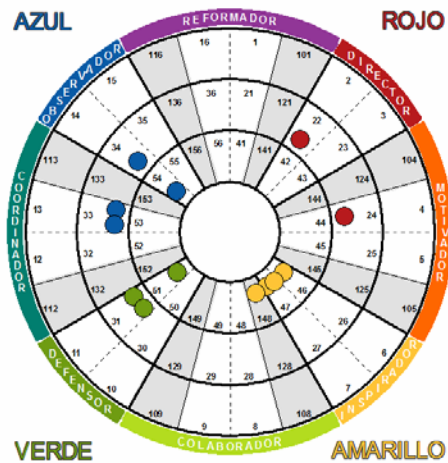 AZUL
ROJO
REFORMADOR
OBSERVADOR
DIRECTOR
COORDINADOR
MOTIVADOR
DEFENSOR
INSPIRADOR
COLABORADOR
VERDE
AMARILLO
116 16 1 101
15 136 36 21 121 2
14 35 22 3
34 156 56 41 141 23
113 55 42 104
133 54 43 124
153 144
13 33 53 44 24 4
12 32 52 45 25 5
152 145
132 51 46 125
112 31 50 47 26 105
149 49 48 148
11 30 27 6
10 129 29 28 128 7
109 9 8 108